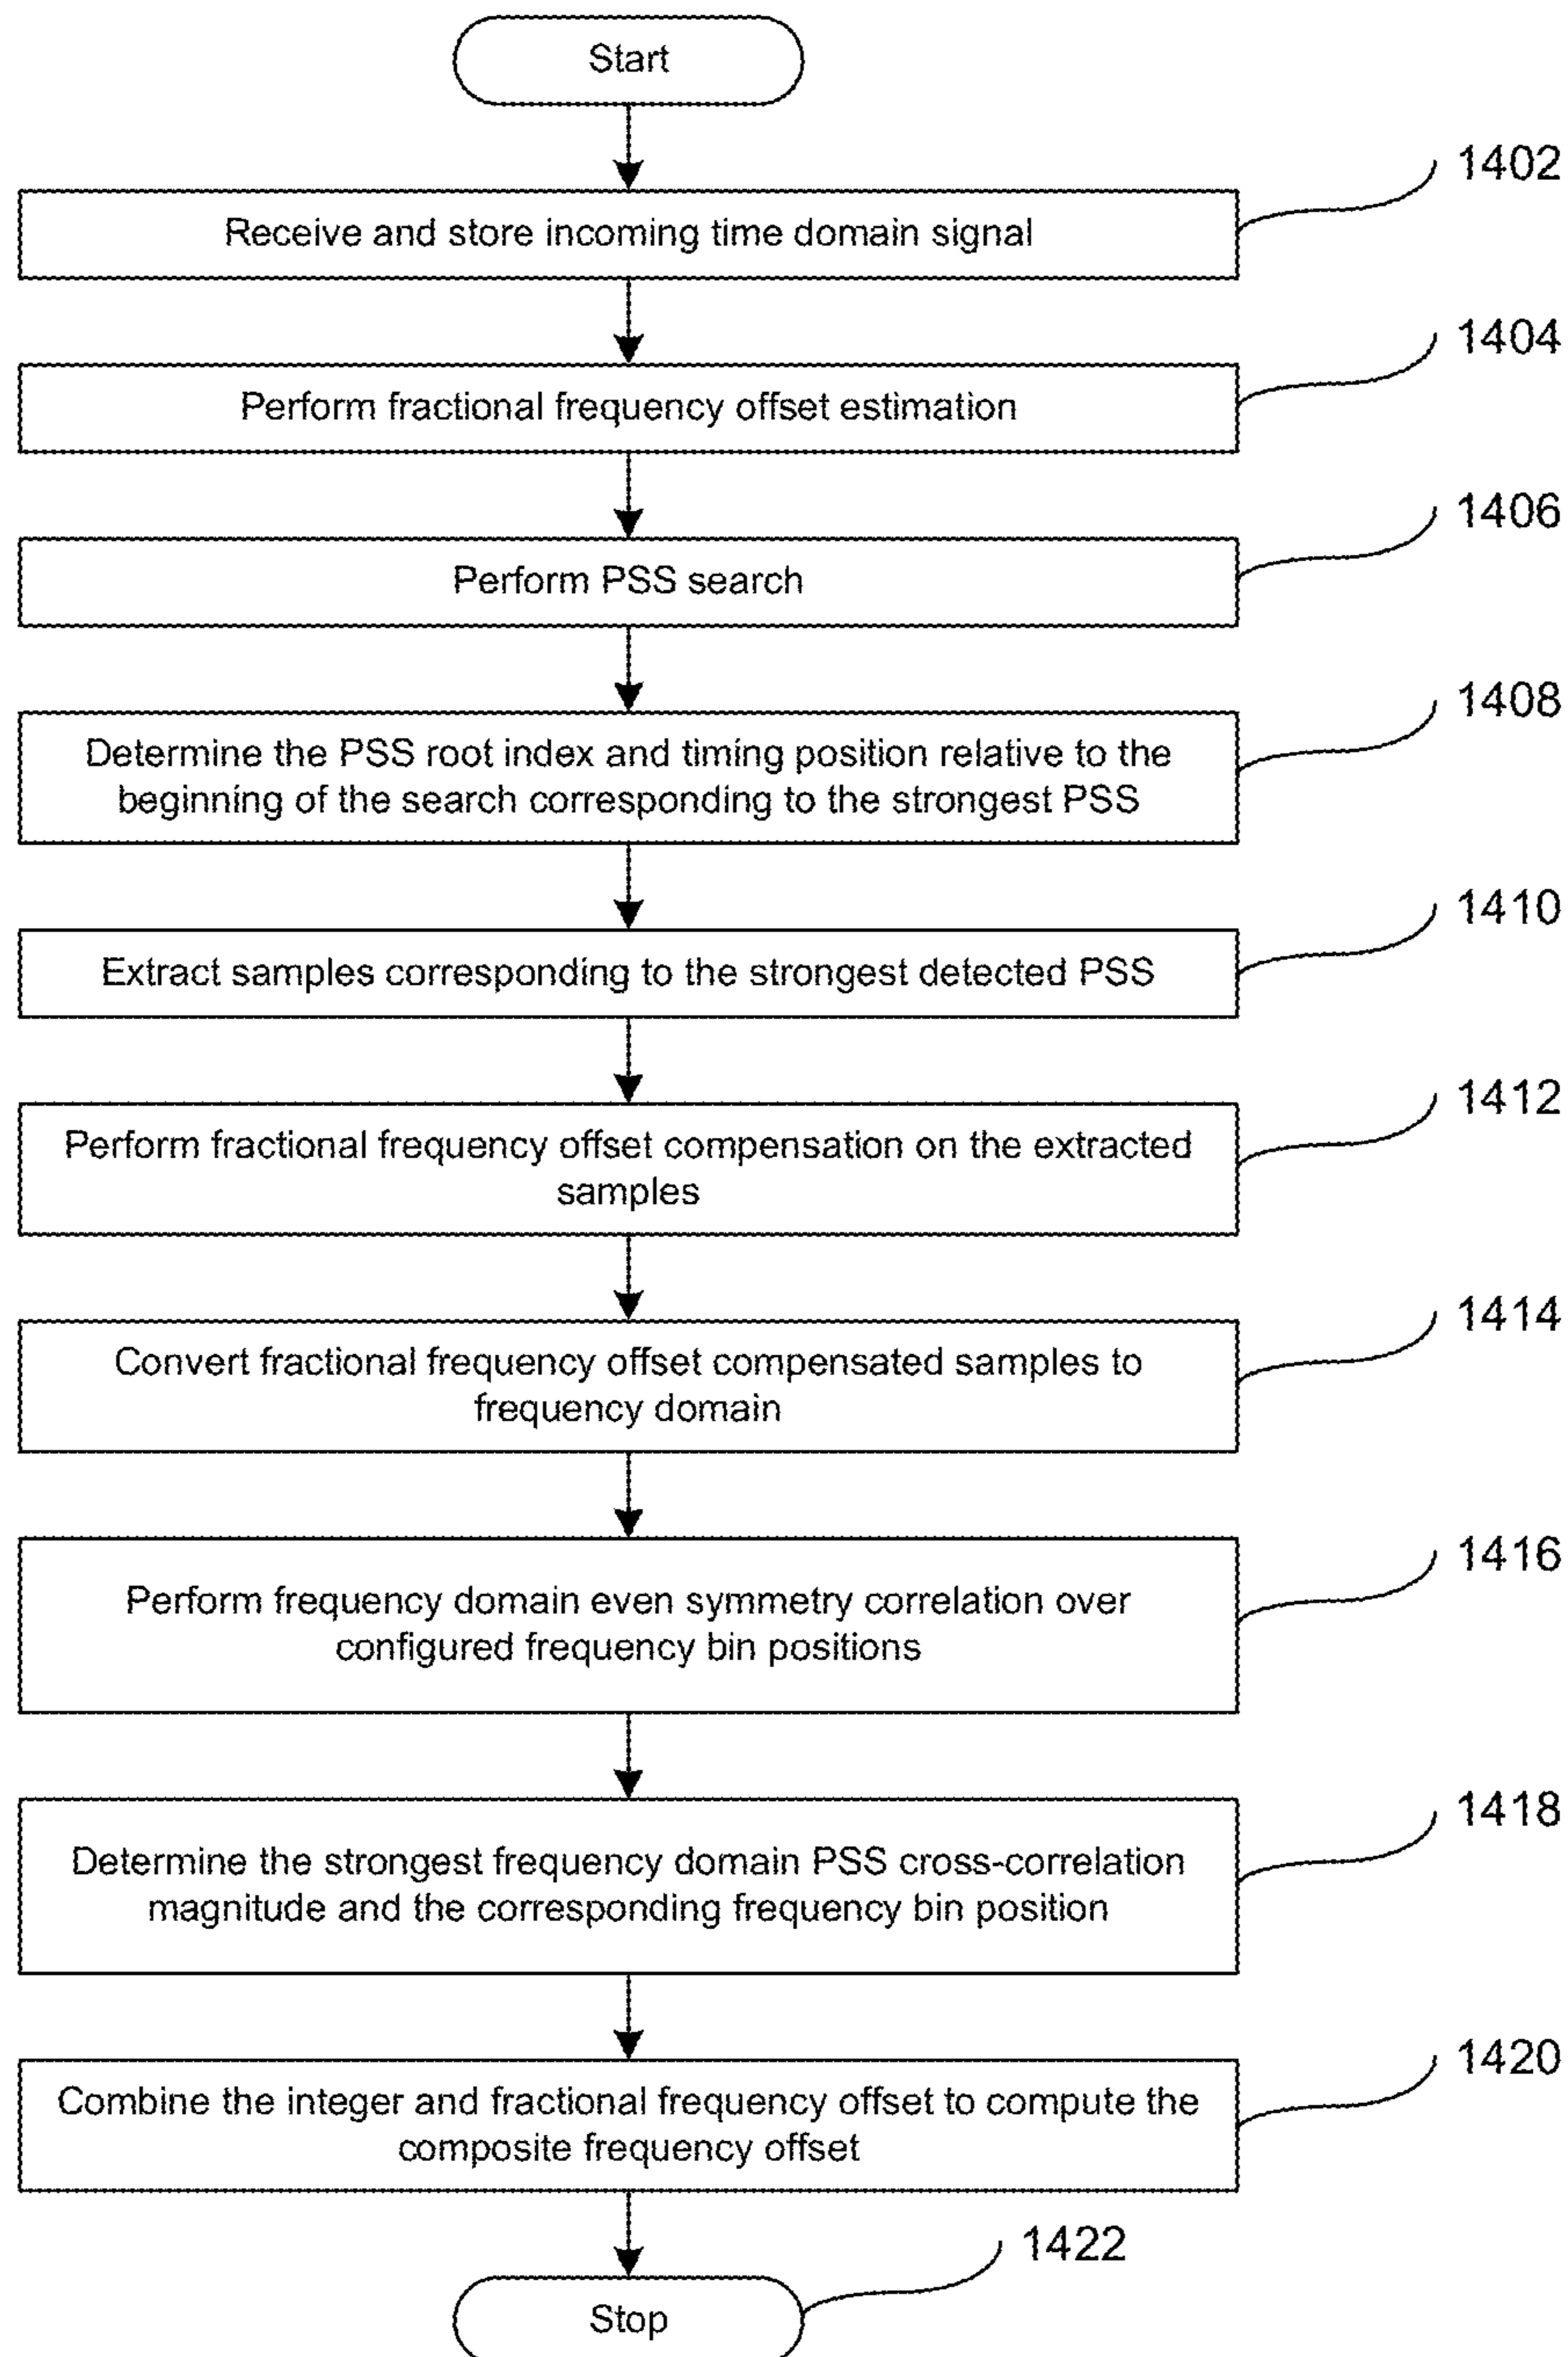 Start
1402
Receive and store incoming time domain signal
1404
Perform fractional frequency offset estimation
1406
Perform PSS search
1408
Determine the PSS root index and timing position relative to the
beginning of the search corresponding to the strongest PSS
1410
Extract samples corresponding to the strongest detected PSS
1412
Perform fractional frequency offset compensation on the extracted
samples
1414
Convert fractional frequency offset compensated samples to
frequency domain
1416
Perform frequency domain even symmetry correlation over
configured frequency bin positions
1418
Determine the strongest frequency domain PSS cross-correlation
magnitude and the corresponding frequency bin position
1420
Combine the integer and fractional frequency offset to compute the
composite frequency offset
1422
Stop